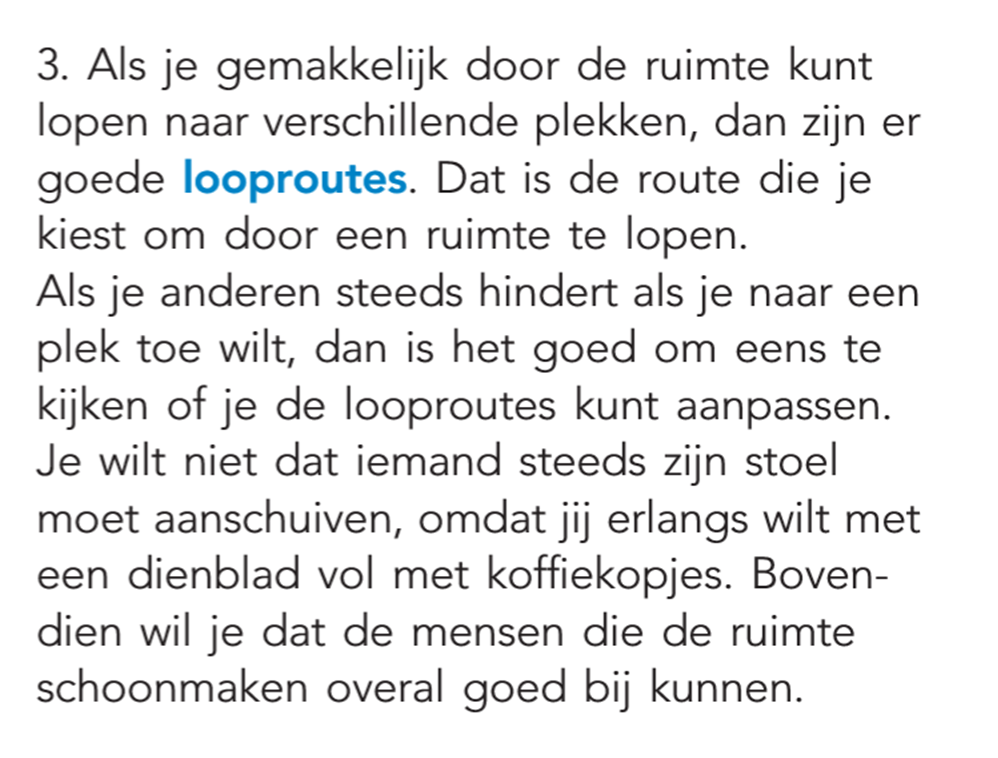 3. Als je gemakkelijk door de ruimte kunt
lopen naar verschillende plekken, dan zijn er
goede looproutes. Dat is de route die je
kiest om door een ruimte te lopen.
Als je anderen steeds hindert als je naar een
plek toe wilt, dan is het goed om eens te
kijken of je de looproutes kunt aanpassen.
Je wilt niet dat iemand steeds zijn stoel
moet aanschuiven, omdat jij erlangs wilt met
een dienblad vol met koffiekopjes. Boven-
dien wil je dat de mensen die de ruimte
schoonmaken overal goed bij kunnen.